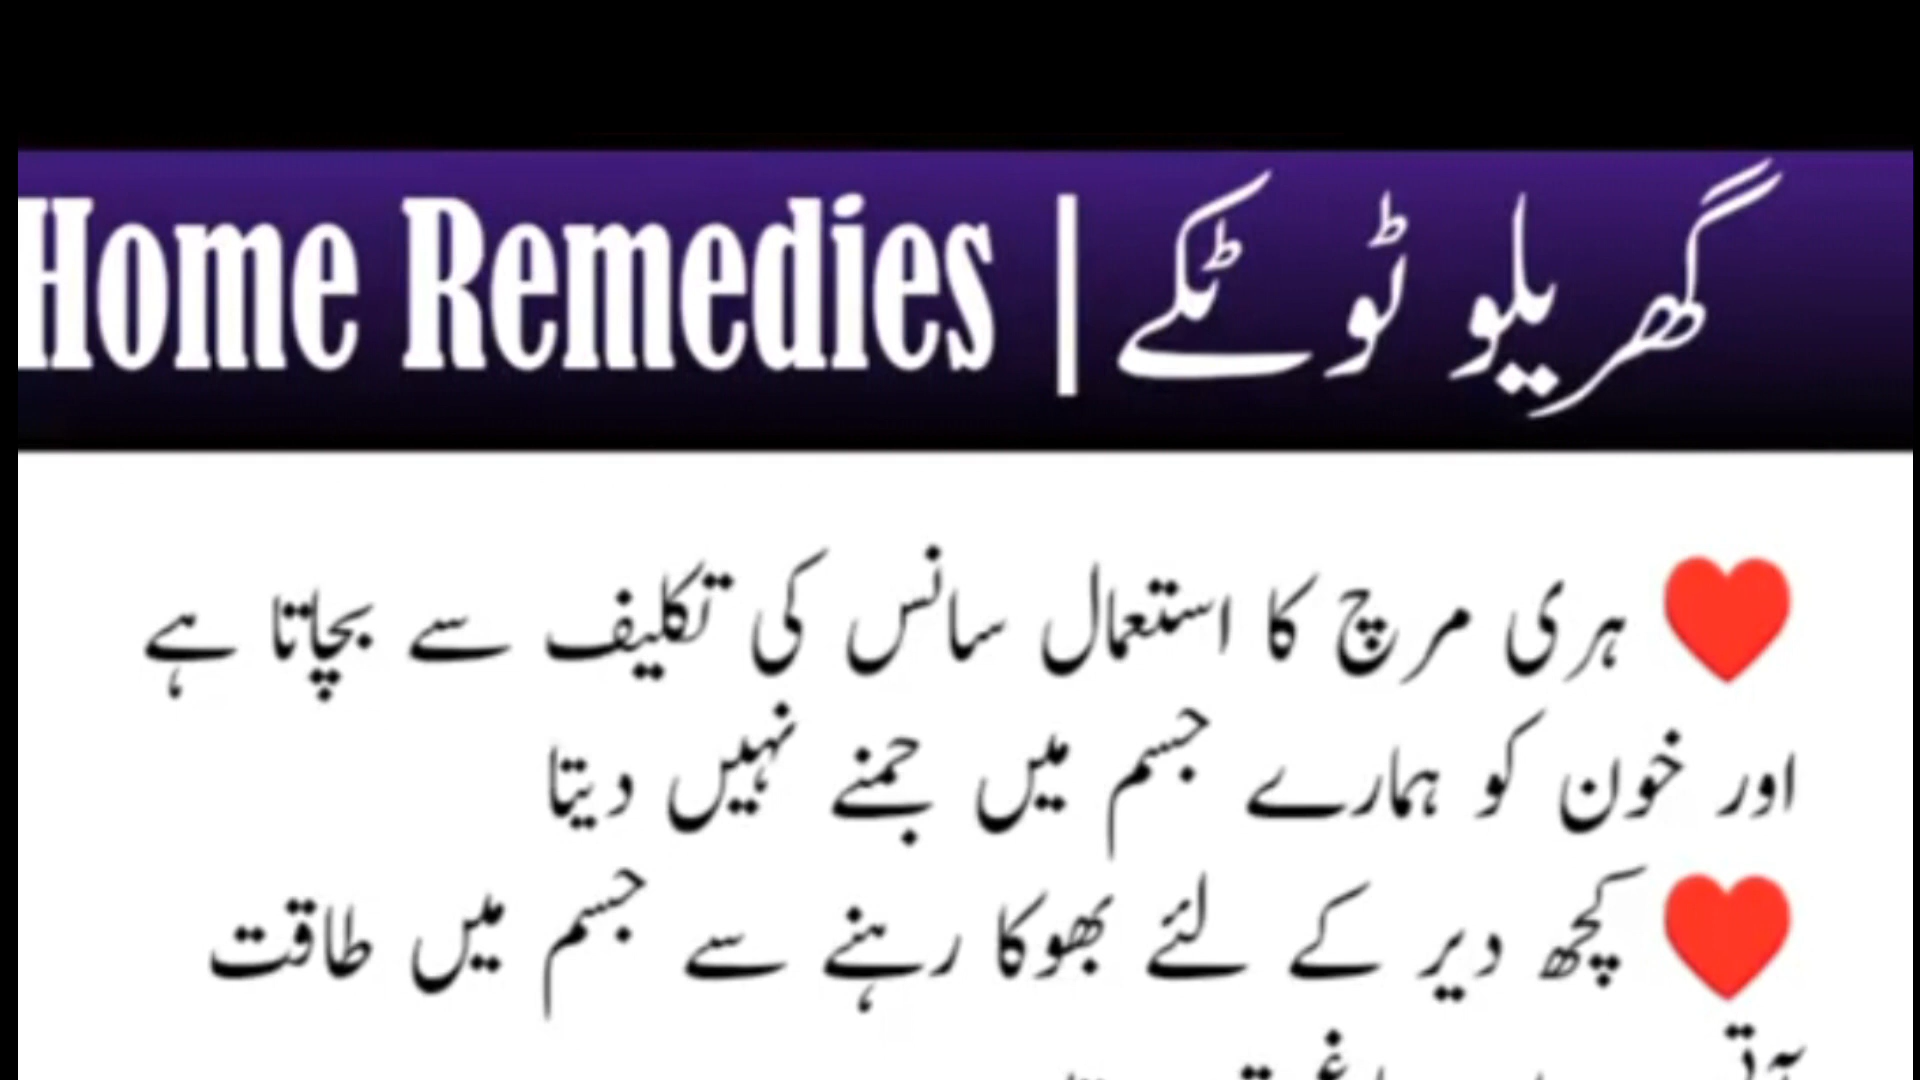 Home Remedies | گھریلو ٹوٹکے
ہری مرچ کا استعمال سانس کی تکلیف سے بچاتا ہے
اور خون کو ہمارے جسم میں جمنے نہیں دیتا
کچھ دیر کے لئے بھوکا رہنے سے جسم میں طاقت